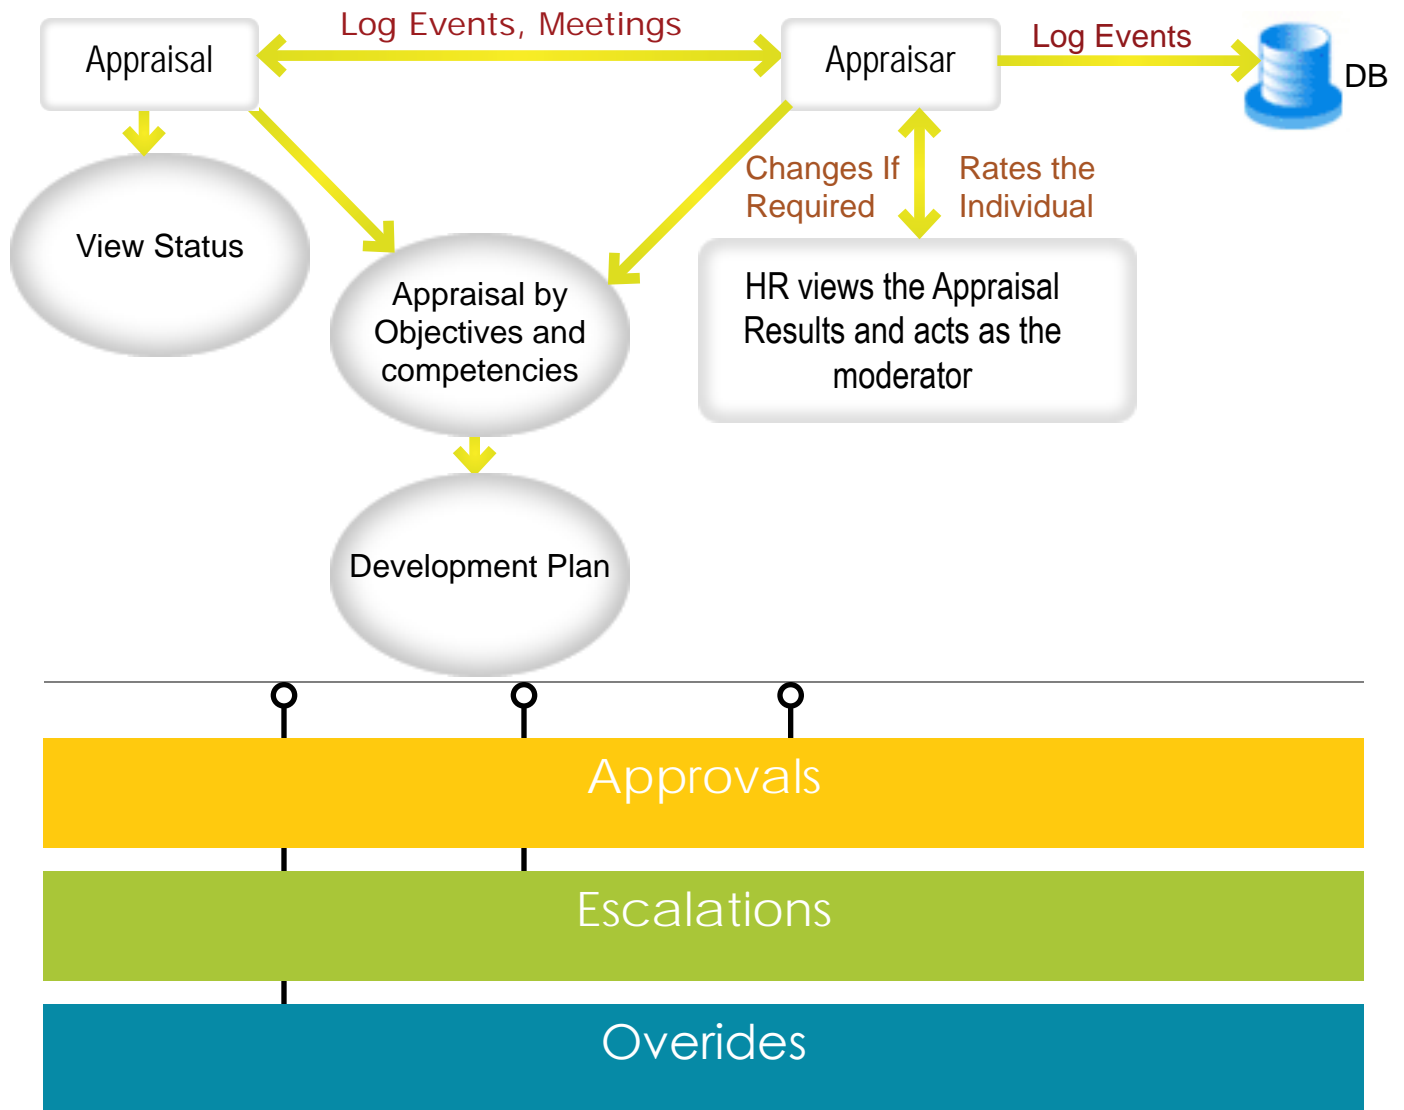 Log Events, Meetings
Log Events
Appraisal
Appraisar
DB
Changes If
Required
Rates the
Individual
View Status
Appraisal by
Objectives and
competencies
HR views the Appraisal
Results and acts as the
moderator
Development Plan
Approvals
Escalations
Overides